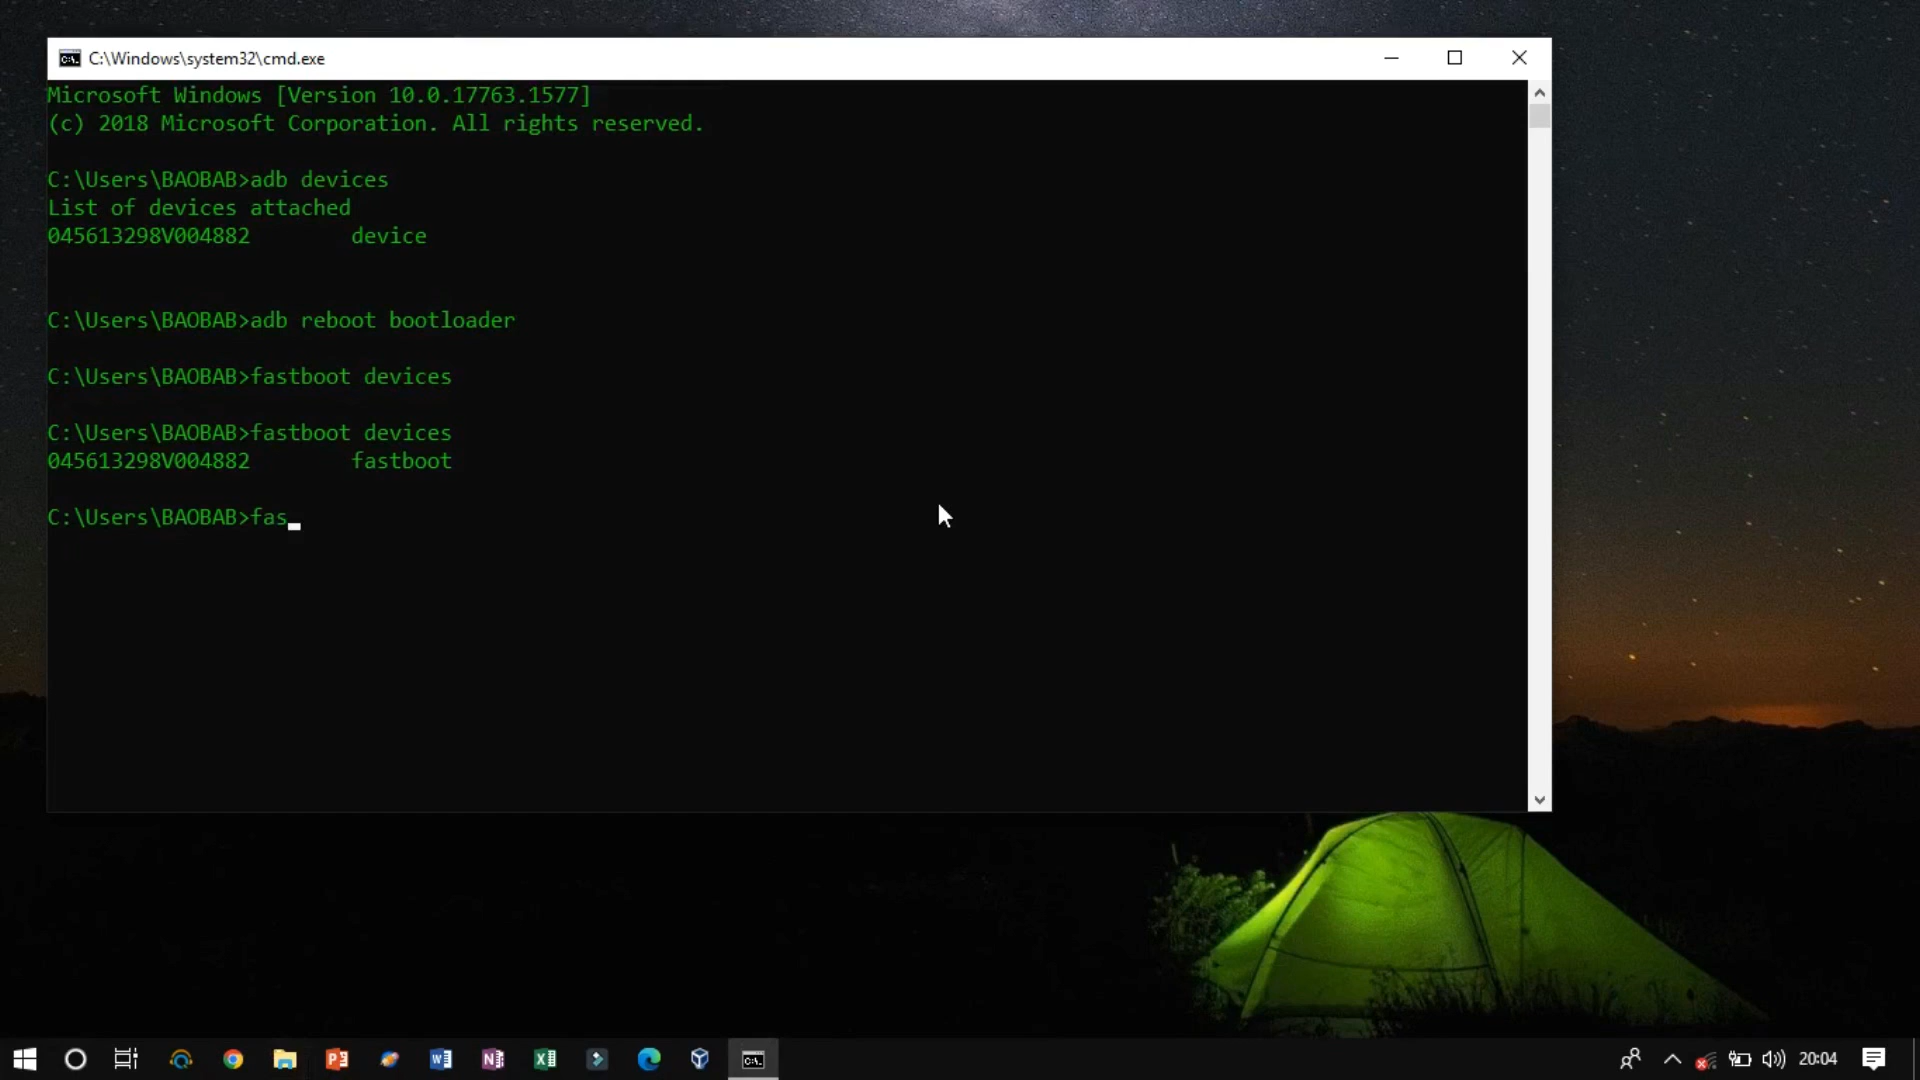 C:\Windows\system32\cmd.exe
Microsoft Windows [Version 10.0.17763.1577]
(c) 2018 Microsoft Corporation. All rights reserved.
C:\Users\BAOBAB>adb devices
List of devices attached
045613298V004882 device
C:\Users\BAOBAB>adb reboot bootloader
C:\Users\BAOBAB>fastboot devices
C:\Users\BAOBAB>fastboot devices
045613298V004882 fastboot
C:\Users\BAOBAB>fas
20:04